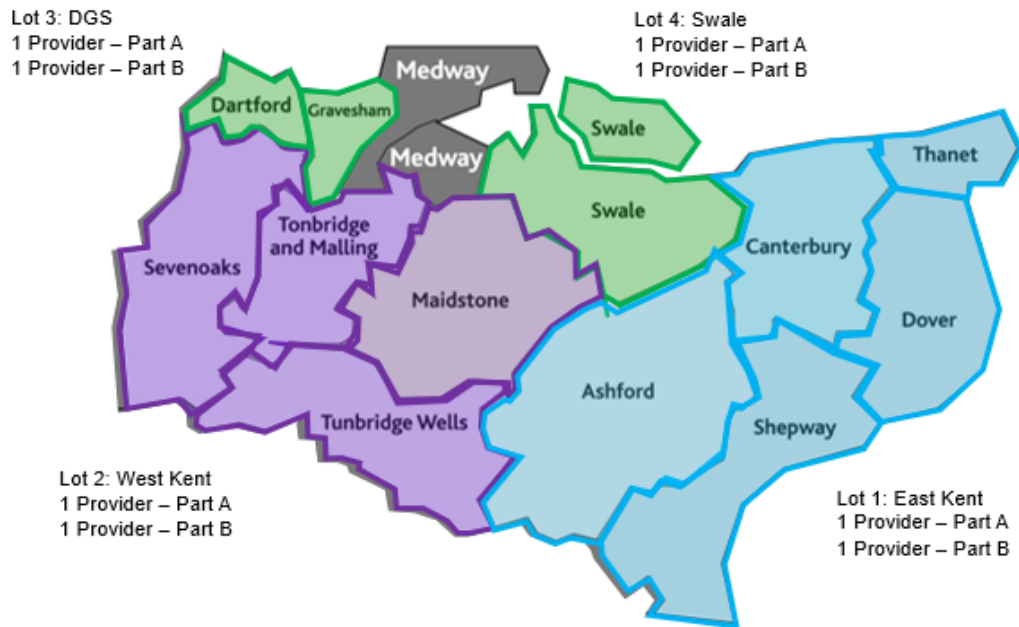 Lot 3: DGS
1 Provider – Part A
1 Provider – Part B
Lot 4: Swale
1 Provider – Part A
1 Provider – Part B
Medway
Dartford
Gravesham
Swale
Medway
Thanet
Swale
Tonbridge
and Malling
Canterbury
Sevenoaks
Maidstone
Dover
Ashford
Tunbridge Wells
Shepway
Lot 2: West Kent
1 Provider – Part A
1 Provider – Part B
Lot 1: East Kent
1 Provider – Part A
1 Provider – Part B